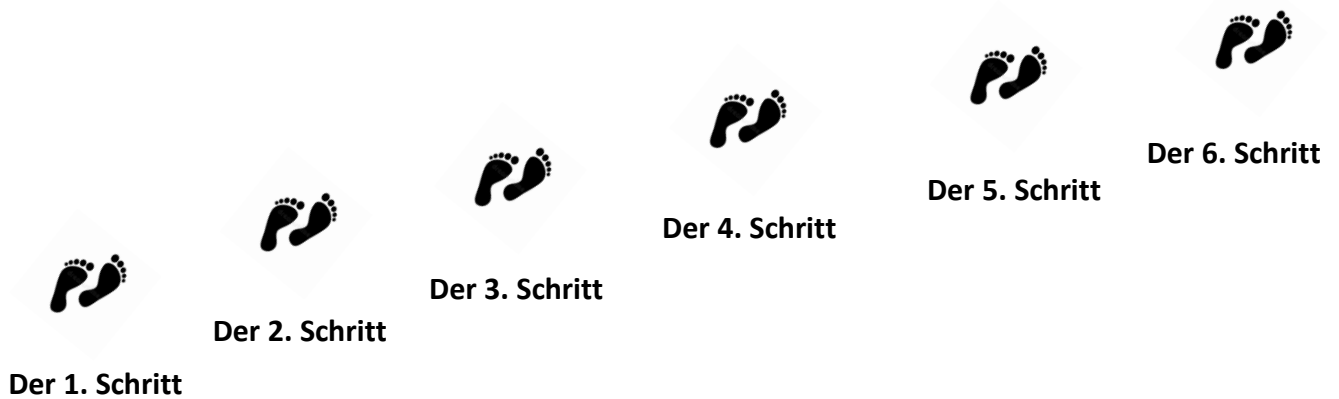 Der 1. Schritt
Der 2. Schritt
Der 3. Schritt
Der 4. Schritt
Der 5. Schritt
Der 6. Schritt